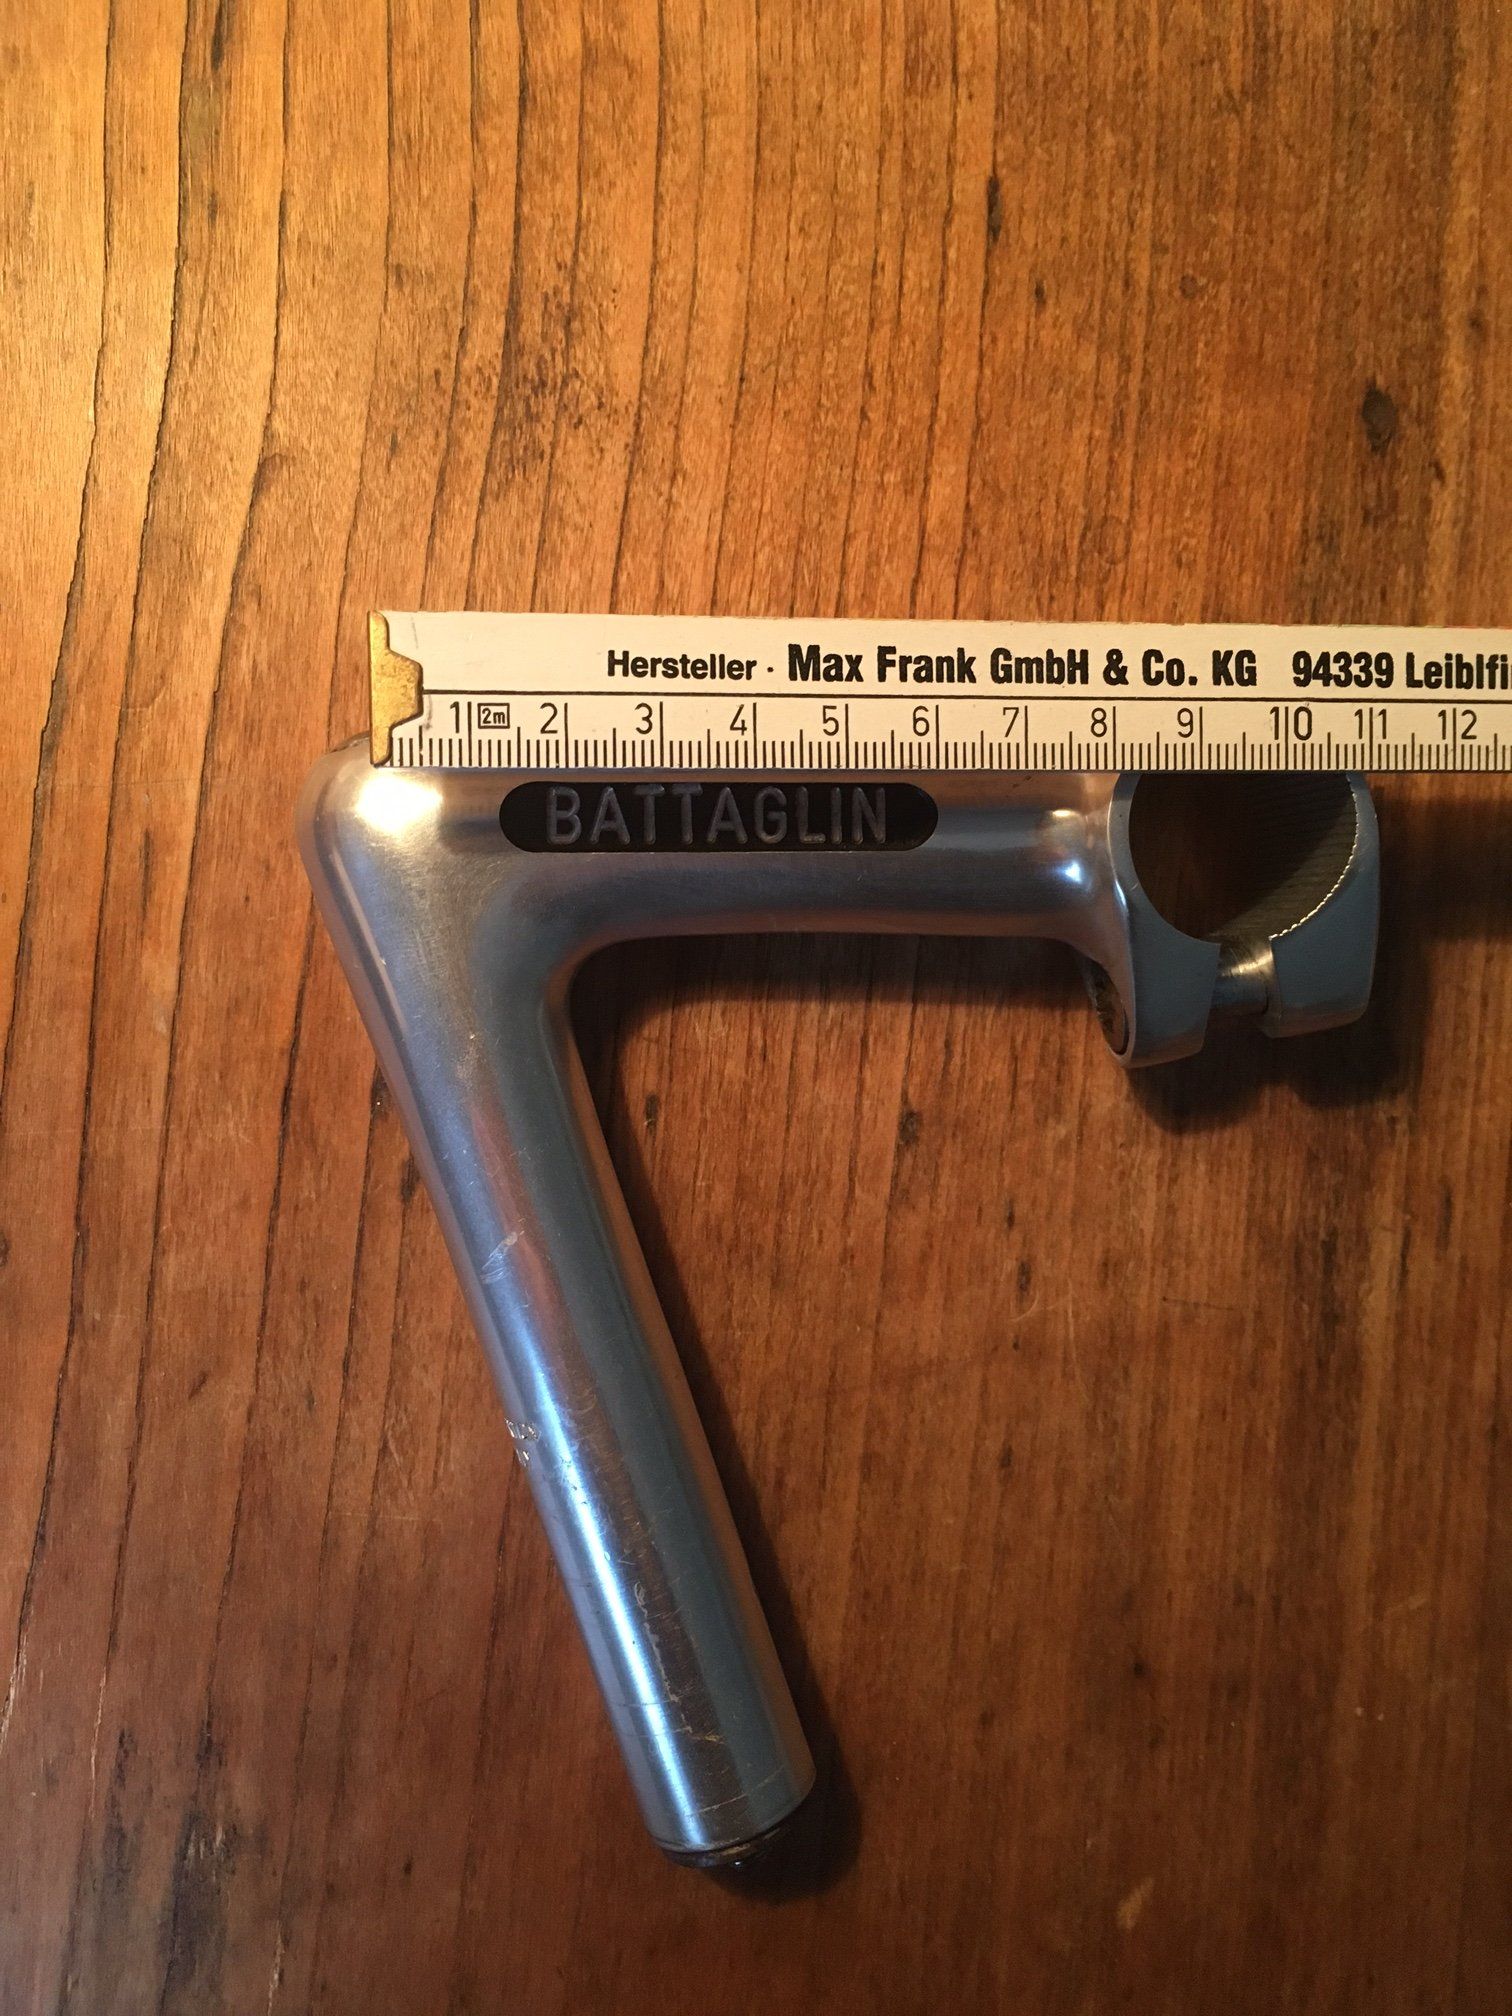 Hersteller · Max Frank GmbH & Co. KG 94339 Leiblfi
1 2m 2 3 4 5 6 7 8 9 10 11 12
BATTAGLIN